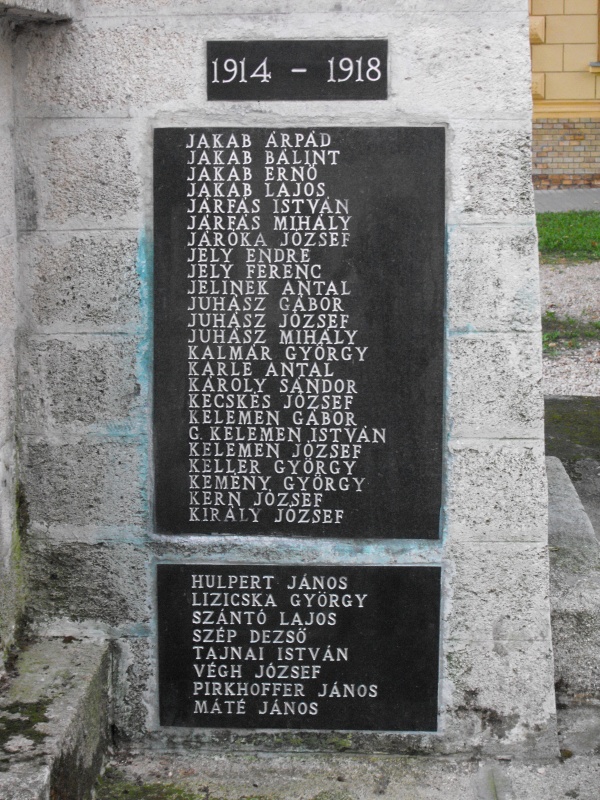 1914 - 1918
JAKAB ÁRPÁD
JAKAB BÁLINT
JAKAB ERNŐ
JAKAB LAJOS
JÁRFÁS ISTVÁN
JÁRFÁS MIHÁLY
JÁRÓKA JÓZSEF
JELY ENDRE
JELY FERENC
JELINEK ANTAL
JUHÁSZ GÁBOR
JUHÁSZ JÓZSEF
JUHÁSZ MIHÁLY
KALMÁR GYÖRGY
KARLE ANTAL
KÁROLY SÁNDOR
KECSKÉS JÓZSEF
KELEMEN GÁBOR
G. KELEMEN ISTVÁN
KELEMEN JÓZSEF
KELLER GYÖRGY
KEMÉNY GYÖRGY
KERN JÓZSEF
KIRÁLY JÓZSEF
HULPERT JÁNOS
LIZICSKA GYÖRGY
SZÁNTÓ LAJOS
SZÉP DEZSŐ
TAJNAI ISTVÁN
VÉGH JÓZSEF
PIRKHOFFER JÁNOS
MÁTÉ JÁNOS